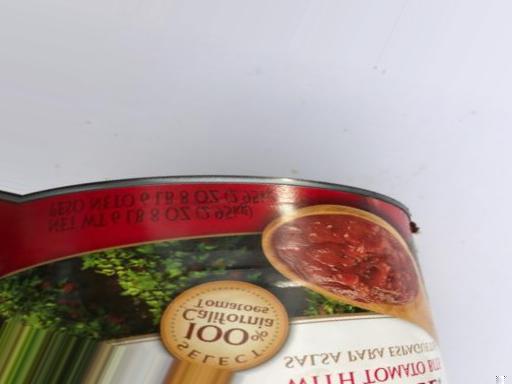 WITH TOMATO
SALSA PARA ESPAGUETI
SELECT
100%
California
Tomatoes
NET WT 6 LB 8 OZ (2.95kg)
PESO NETO 6 LB 8 OZ (2.95kg)